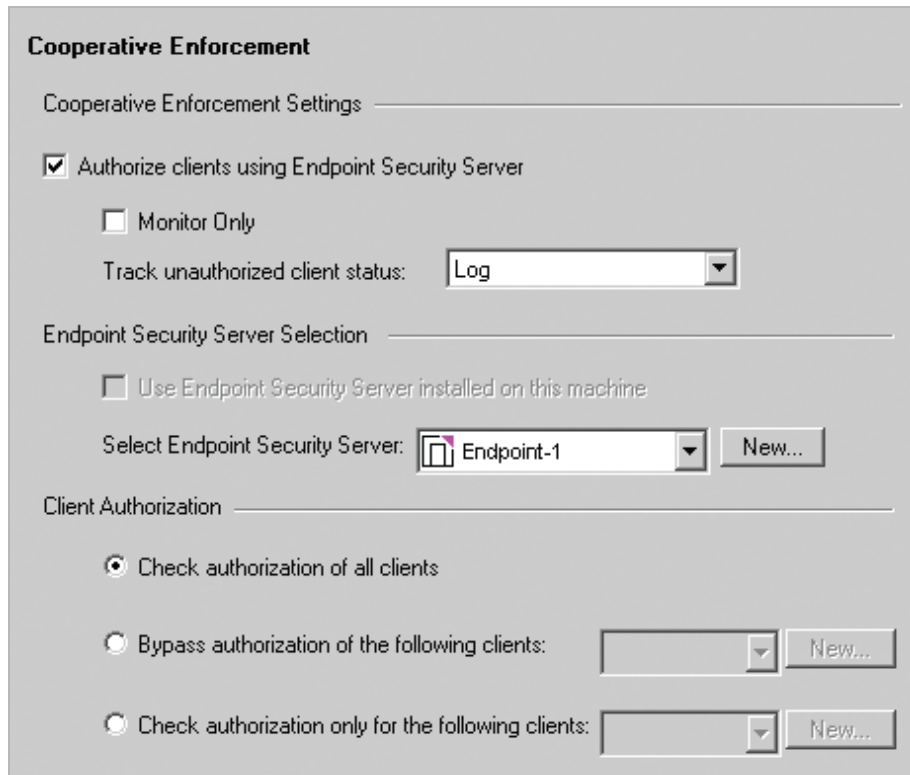 Cooperative Enforcement
Cooperative Enforcement Settings
Authorize clients using Endpoint Security Server
Monitor Only
Track unauthorized client status: Log
Endpoint Security Server Selection
Use Endpoint Security Server installed on this machine
Select Endpoint Security Server: Endpoint-1 New...
Client Authorization
Check authorization of all clients
Bypass authorization of the following clients: New...
Check authorization only for the following clients: New...